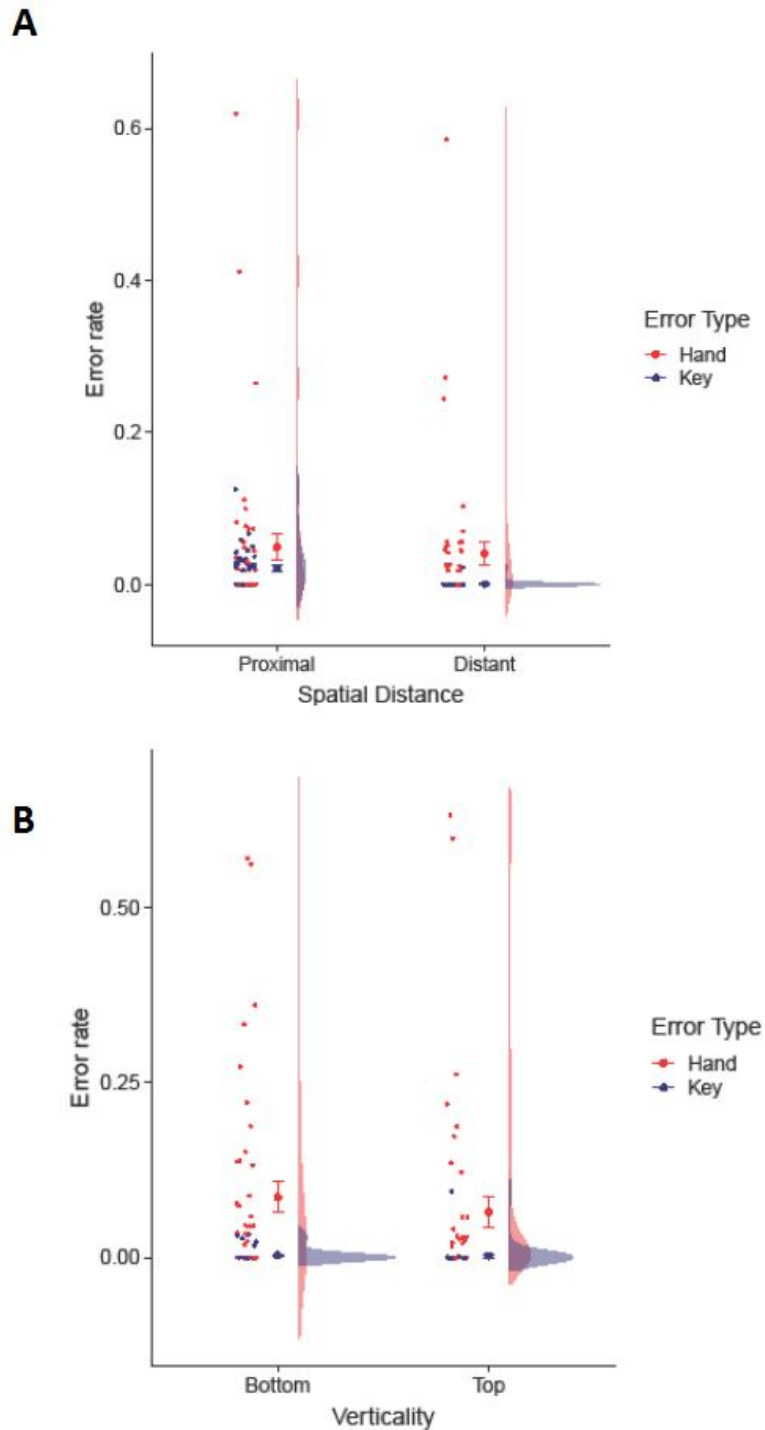 A
Error rate
0.6
0.4
0.2
0.0
Proximal
Distant
Spatial Distance
Error Type
Hand
Key
B
Error rate
0.50
0.25
0.00
Bottom
Top
Verticality
Error Type
Hand
Key